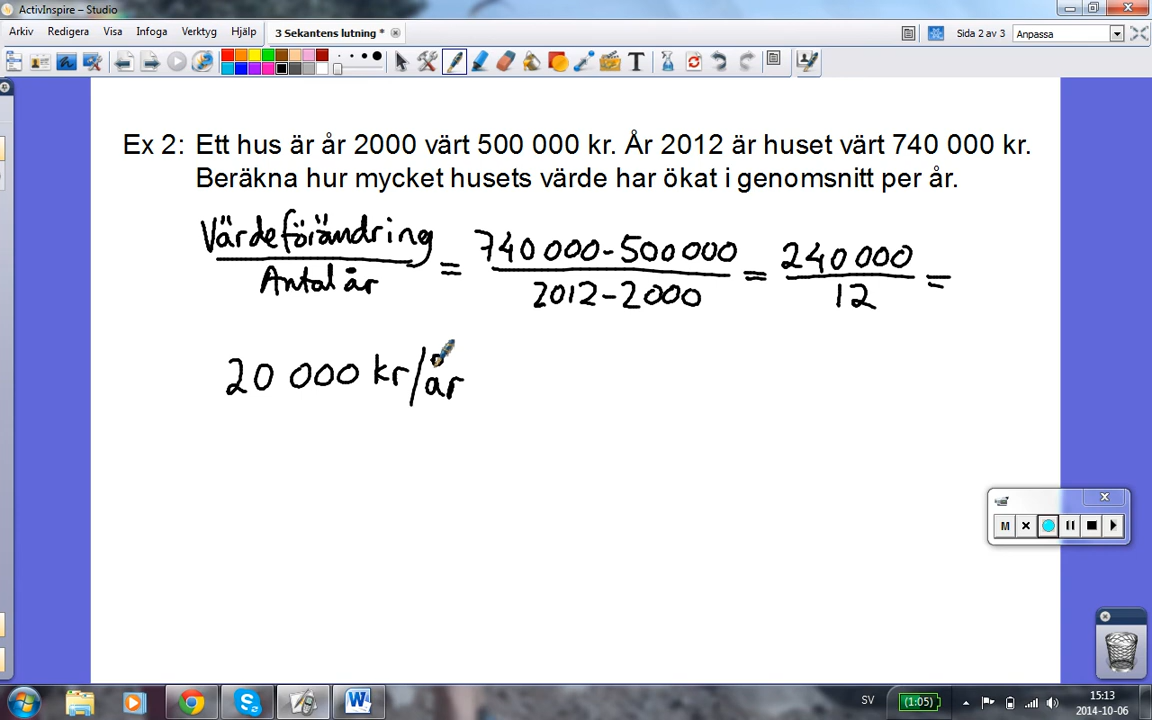 ActivInspire – Studio
Arkiv Redigera Visa Infoga Verktyg Hjälp 3 Sekantens lutning * Sida 2 av 3 Anpassa
Ex 2: Ett hus är år 2000 värt 500 000 kr. År 2012 är huset värt 740 000 kr.
Beräkna hur mycket husets värde har ökat i genomsnitt per år.
Värdeförändring / Antal år = 740 000 - 500 000 / 2012 - 2000 = 240 000 / 12 =
20 000 kr/år
M
SV (1:05) 15:13
2014-10-06